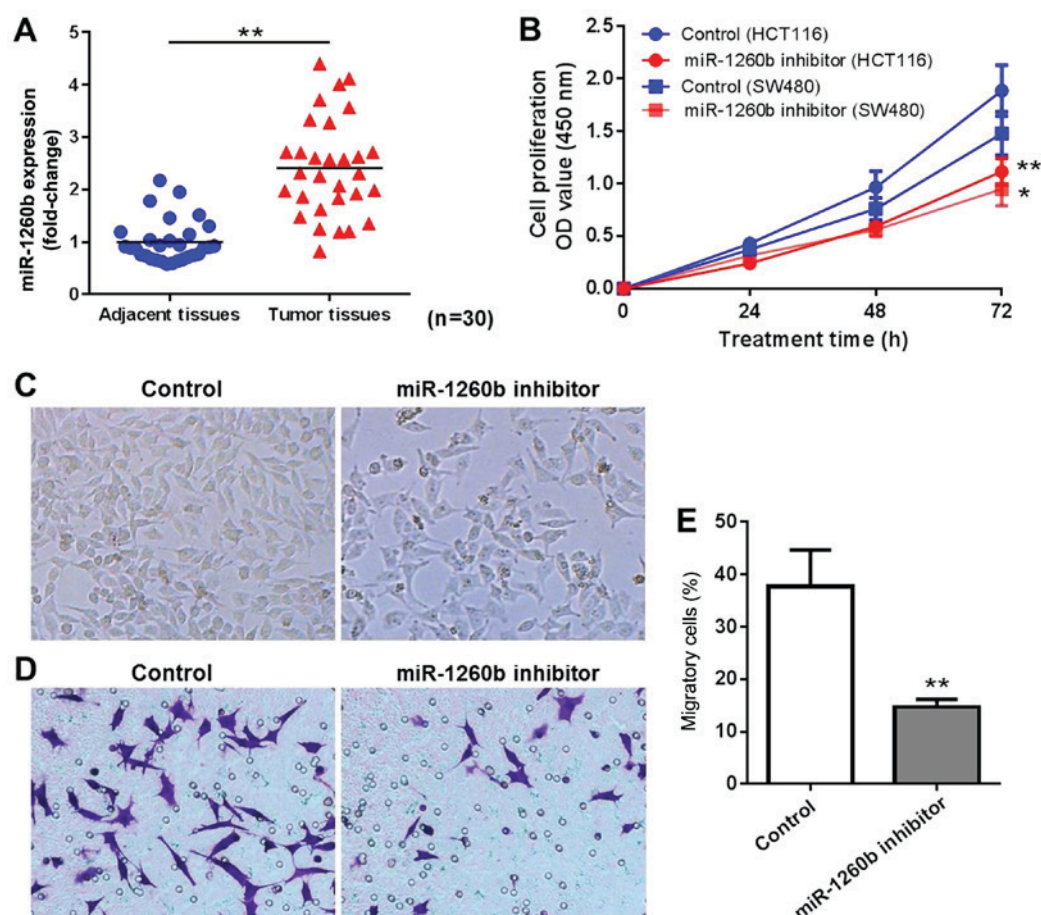 A
**
miR-1260b expression
(fold-change)
5
4
3
2
1
0
Adjacent tissues
Tumor tissues
(n=30)
B
Control (HCT116)
miR-1260b inhibitor (HCT116)
Control (SW480)
miR-1260b inhibitor (SW480)
Cell proliferation
OD value (450 nm)
2.5
2.0
1.5
1.0
0.5
0.0
**
*
0
24
48
72
Treatment time (h)
C
Control
miR-1260b inhibitor
D
Control
miR-1260b inhibitor
E
Migratory cells (%)
50
40
30
20
10
0
**
Control
miR-1260b inhibitor